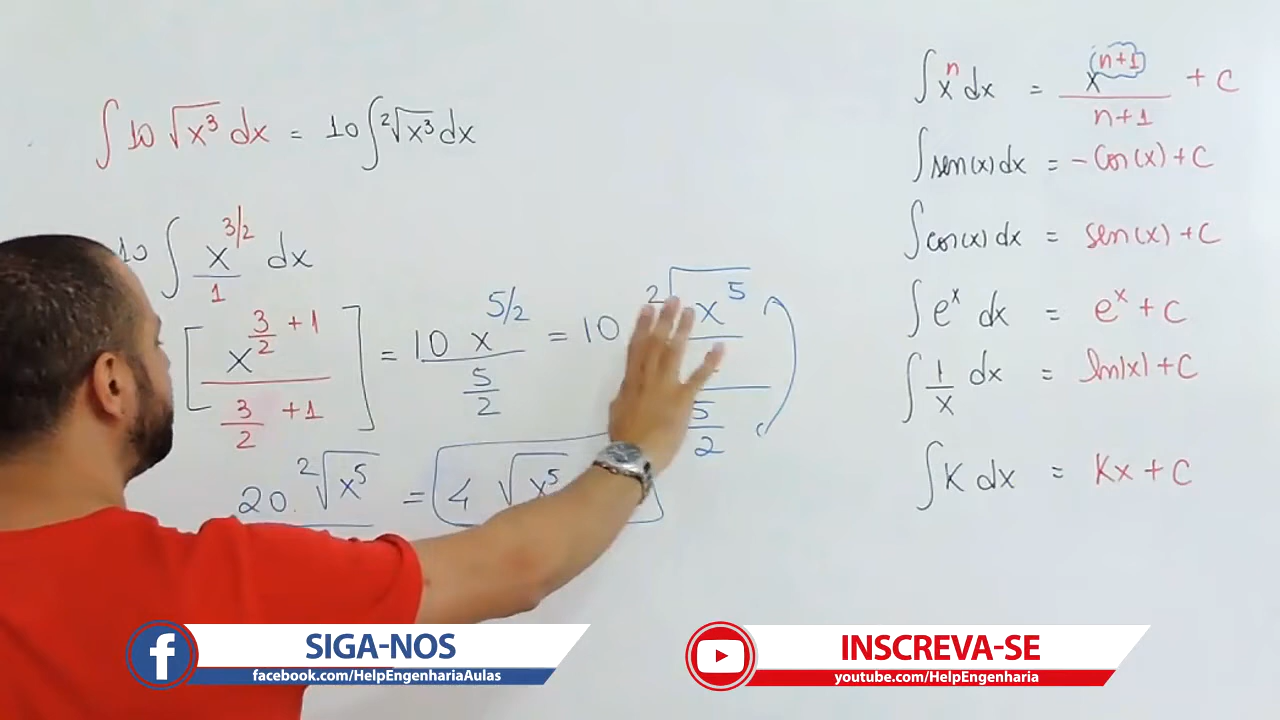 ∫ 10 √x³ dx = 10 ∫ ²√x³ dx
10 ∫ x^(3/2)/1 dx
[x^(3/2 + 1) / (3/2 + 1)] = 10 x^(5/2) / (5/2) = 10 ²√x⁵ / (5/2)
20. ²√x⁵ = 4 √x⁵
∫ xⁿ dx = x^(n+1) / (n+1) + C
∫ sen(x) dx = - Cos(x) + C
∫ cos(x) dx = sen(x) + C
∫ eˣ dx = eˣ + C
∫ 1/x dx = ln|x| + C
∫ K dx = Kx + C
SIGA-NOS
facebook.com/HelpEngenhariaAulas
INSCREVA-SE
youtube.com/HelpEngenharia